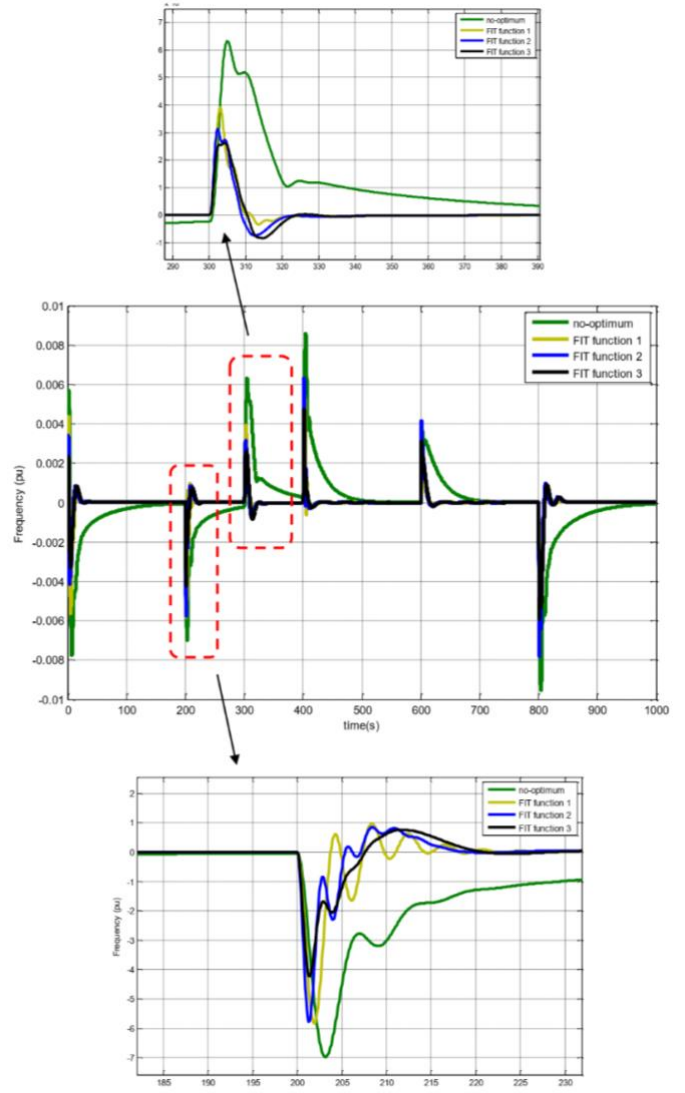 7
6
5
4
3
2
1
0
-1
no-optimum
FIT function 1
FIT function 2
FIT function 3
290 300 310 320 330 340 350 360 370 380 390
0.01
0.008
0.006
0.004
0.002
0
-0.002
-0.004
-0.006
-0.008
-0.01
Frequency (pu)
no-optimum
FIT function 1
FIT function 2
FIT function 3
0 100 200 300 400 500 600 700 800 900 1000
time(s)
2
1
0
-1
-2
-3
-4
-5
-6
-7
Frequency (pu)
no-optimum
FIT function 1
FIT function 2
FIT function 3
185 190 195 200 205 210 215 220 225 230